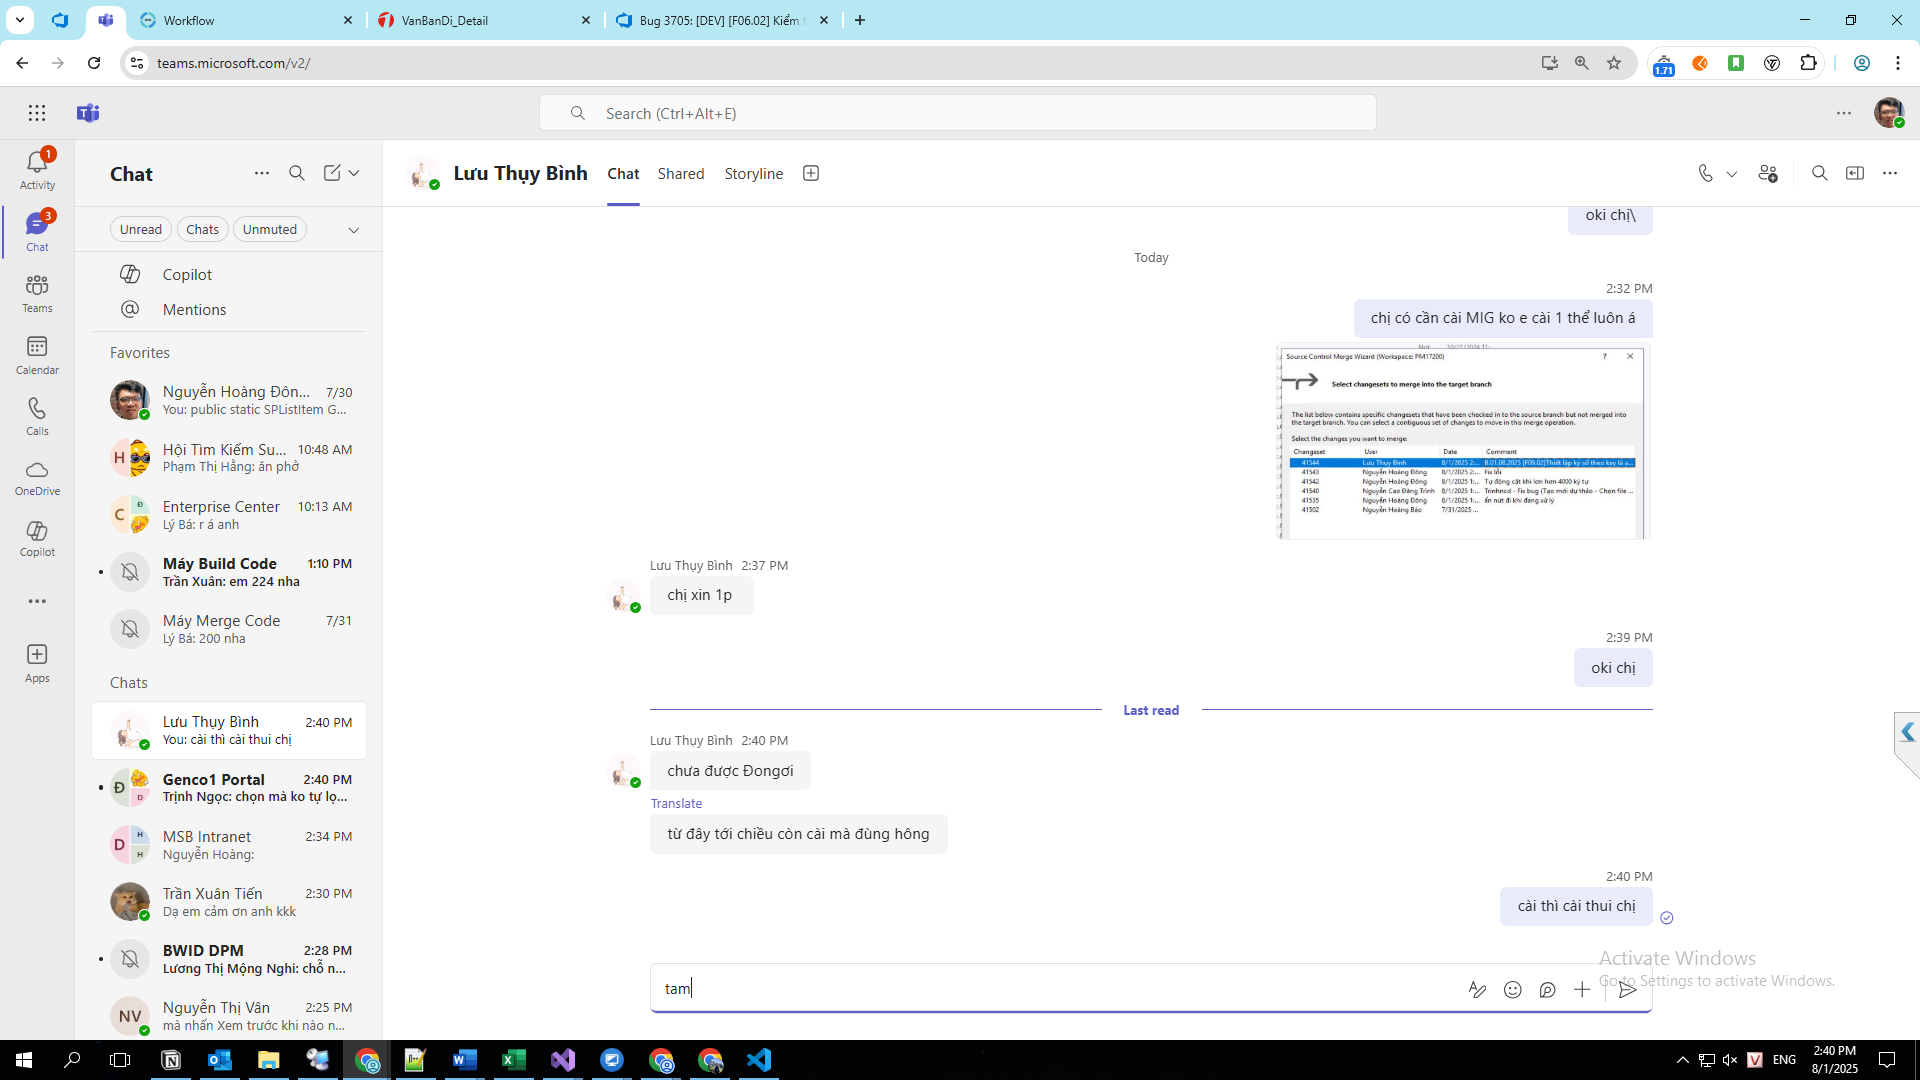 Workflow
VanBanDi_Detail
Bug 3705: [DEV] [F06.02] Kiểm t
teams.microsoft.com/v2/
1.71
Search (Ctrl+Alt+E)
1
Activity
3
Chat
Teams
Calendar
Calls
OneDrive
Copilot
Apps
Chat
Unread
Chats
Unmuted
Copilot
Mentions
Favorites
Nguyễn Hoàng Đôn... 7/30
You: public static SPListItem G...
Hội Tìm Kiếm Su... 10:48 AM
Phạm Thị Hằng: ăn phở
Enterprise Center 10:13 AM
Lý Bá: r á anh
Máy Build Code 1:10 PM
Trần Xuân: em 224 nha
Máy Merge Code 7/31
Lý Bá: 200 nha
Chats
Lưu Thụy Bình 2:40 PM
You: cài thì cài thui chị
Genco1 Portal 2:40 PM
Trịnh Ngọc: chọn mà ko tự lọ...
MSB Intranet 2:34 PM
Nguyễn Hoàng:
Trần Xuân Tiến 2:30 PM
Dạ em cảm ơn anh kkk
BWID DPM 2:28 PM
Lương Thị Mộng Nghi: chỗ n...
NV
Nguyễn Thị Vân 2:25 PM
mà nhấn Xem trước khi nào n...
Lưu Thụy Bình
Chat
Shared
Storyline
oki chị\
Today
2:32 PM
chị có cần cài MIG ko e cài 1 thể luôn á
Source Control Merge Wizard (Workspace: PM17200)
Select changesets to merge into the target branch
The list below contains specific changesets that have been checked in to the source branch but not merged into
the target branch. You can select a contiguous set of changes to move in this merge operation.
Select the changes you want to merge:
Changeset User Date Comment
41544 Lưu Thụy Bình 8/1/2025 2:... B.01.08.2025 [F09.02]Thiết lập ký số theo key là a...
41543 Nguyễn Hoàng Đông 8/1/2025 2:... Fix lỗi
41542 Nguyễn Hoàng Đông 8/1/2025 1:... Tự động cắt khi lớn hơn 4000 ký tự
41540 Nguyễn Cao Đăng Trình 8/1/2025 1:... Trinhncd - Fix bug (Tạo mới dự thảo - Chọn file ...
41535 Nguyễn Hoàng Đông 8/1/2025 1:... ẩn nút đi khi đang xử lý
41502 Nguyễn Hoàng Bảo 7/31/2025 ...
Lưu Thụy Bình 2:37 PM
chị xin 1p
2:39 PM
oki chị
Last read
Lưu Thụy Bình 2:40 PM
chưa được Đongơi
Translate
từ đây tới chiều còn cài mà đùng hông
2:40 PM
cài thì cài thui chị
tam
Activate Windows
Go to Settings to activate Windows.
ENG
2:40 PM
8/1/2025